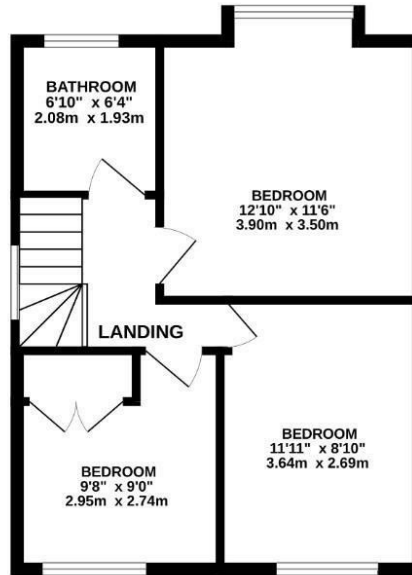 BATHROOM
6'10" x 6'4"
2.08m x 1.93m
BEDROOM
12'10" x 11'6"
3.90m x 3.50m
LANDING
BEDROOM
11'11" x 8'10"
3.64m x 2.69m
BEDROOM
9'8" x 9'0"
2.95m x 2.74m